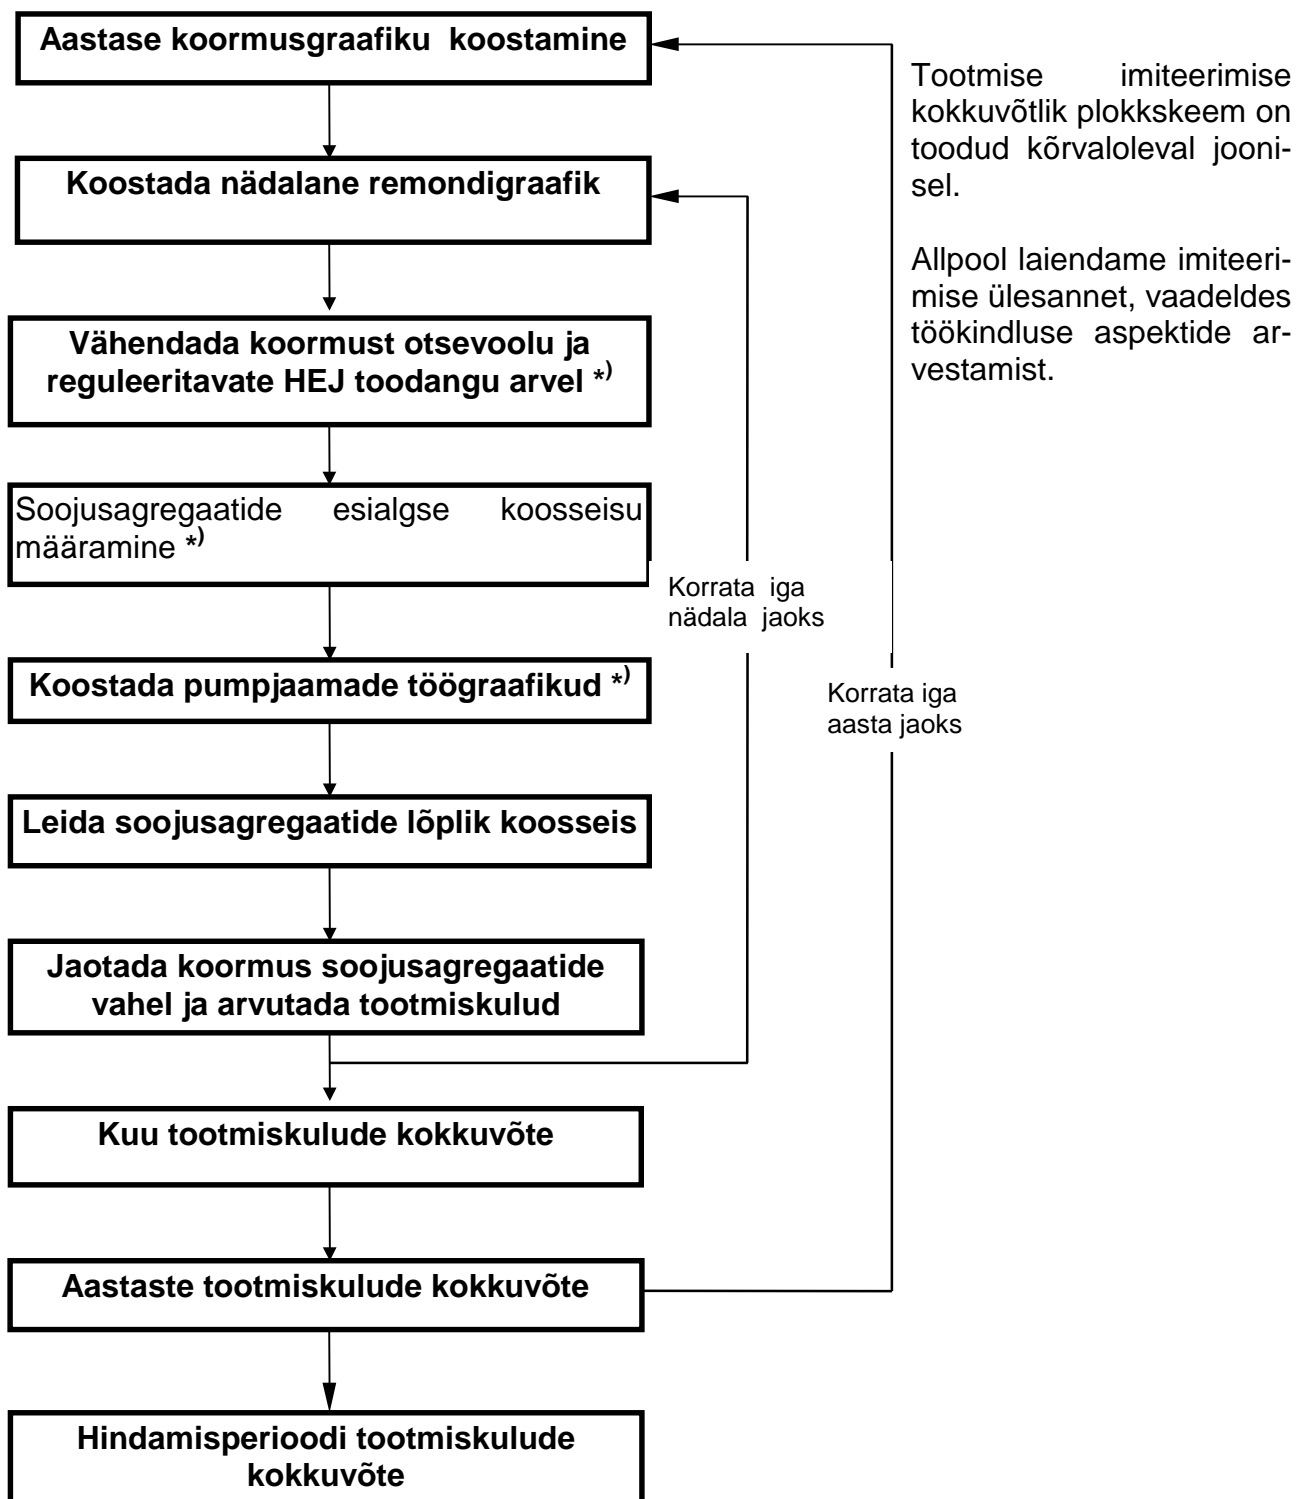 Aastase koormusgraafiku koostamine
Koostada nädalane remondigraafik
Vähendada koormust otsevoolu ja
reguleeritavate HEJ toodangu arvel *)
Soojusagregaatide esialgse koosseisu
määramine *)
Koostada pumpjaamade töögraafikud *)
Leida soojusagregaatide lõplik koosseis
Jaotada koormus soojusagregaatide
vahel ja arvutada tootmiskulud
Kuu tootmiskulude kokkuvõte
Aastaste tootmiskulude kokkuvõte
Hindamisperioodi tootmiskulude
kokkuvõte
Korrata iga
nädala jaoks
Korrata iga
aasta jaoks
Tootmise imiteerimise
kokkuvõtlik plokkskeem on
toodud kõrvaloleval jooni-
sel.
Allpool laiendame imiteeri-
mise ülesannet, vaadeldes
töökindluse aspektide ar-
vestamist.